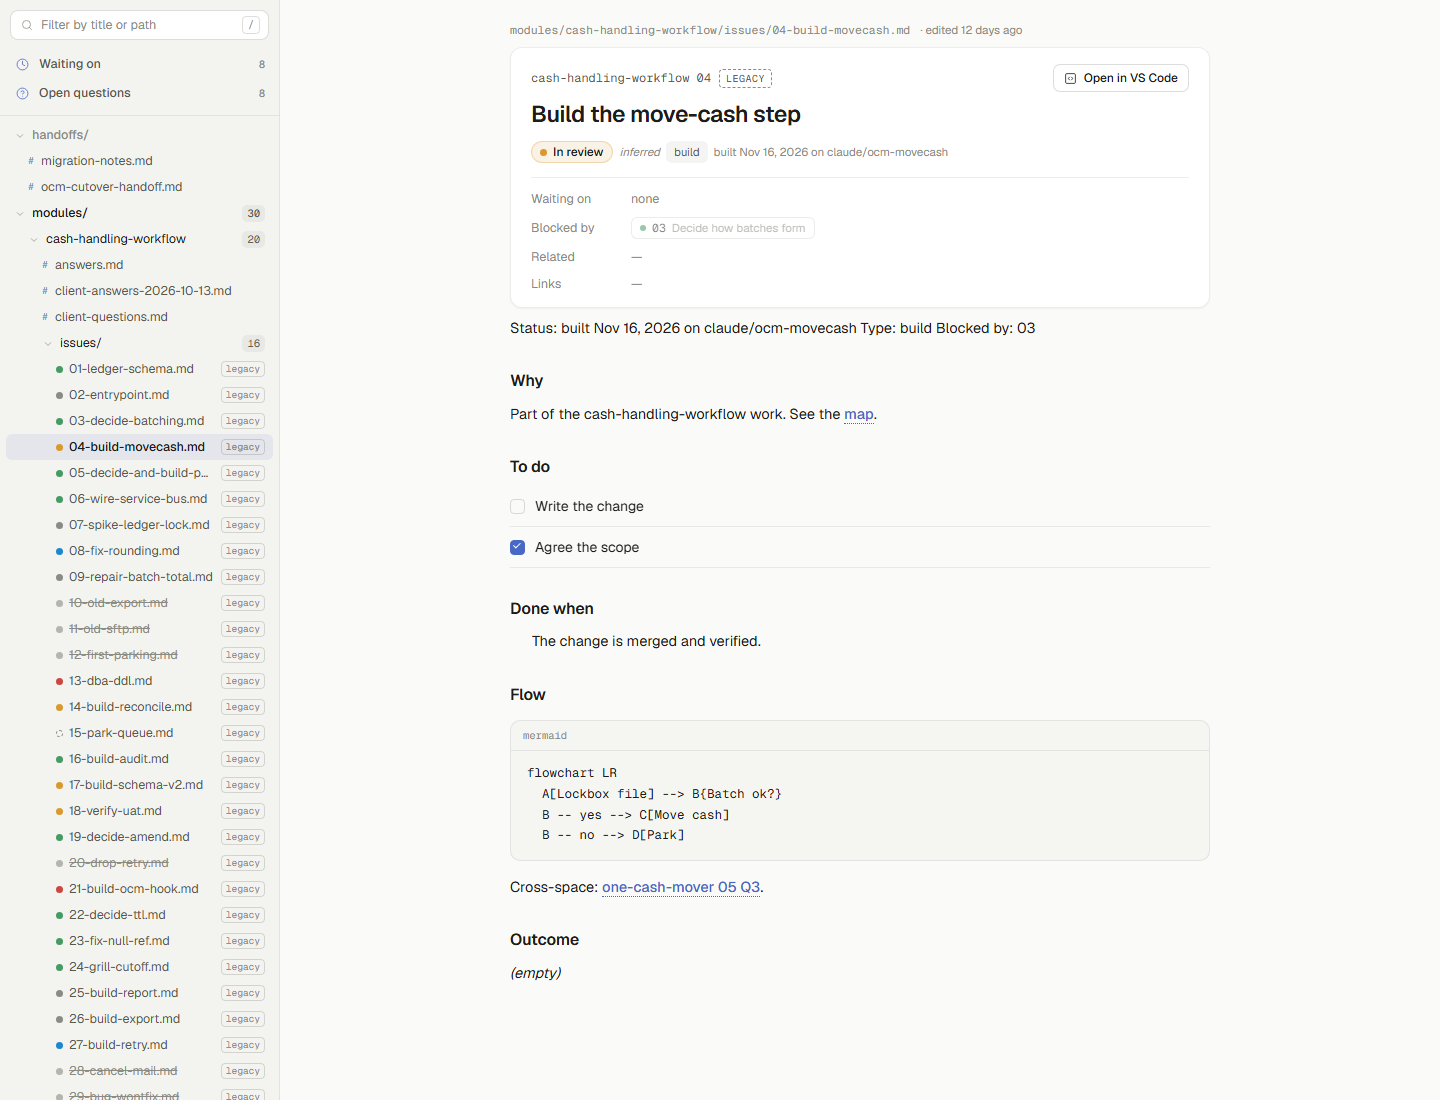 Filter by title or path
/
Waiting on 8
Open questions 8
handoffs/
# migration-notes.md
# ocm-cutover-handoff.md
modules/ 30
cash-handling-workflow 20
# answers.md
# client-answers-2026-10-13.md
# client-questions.md
issues/ 16
01-ledger-schema.md legacy
02-entrypoint.md legacy
03-decide-batching.md legacy
04-build-movecash.md legacy
05-decide-and-build-p... legacy
06-wire-service-bus.md legacy
07-spike-ledger-lock.md legacy
08-fix-rounding.md legacy
09-repair-batch-total.md legacy
10-old-export.md legacy
11-old-sftp.md legacy
12-first-parking.md legacy
13-dba-ddl.md legacy
14-build-reconcile.md legacy
15-park-queue.md legacy
16-build-audit.md legacy
17-build-schema-v2.md legacy
18-verify-uat.md legacy
19-decide-amend.md legacy
20-drop-retry.md legacy
21-build-ocm-hook.md legacy
22-decide-ttl.md legacy
23-fix-null-ref.md legacy
24-grill-cutoff.md legacy
25-build-report.md legacy
26-build-export.md legacy
27-build-retry.md legacy
28-cancel-mail.md legacy
29-bug-wontfix.md legacy
modules/cash-handling-workflow/issues/04-build-movecash.md · edited 12 days ago
cash-handling-workflow 04 LEGACY
Open in VS Code
Build the move-cash step
In review inferred build built Nov 16, 2026 on claude/ocm-movecash
Waiting on none
Blocked by 03 Decide how batches form
Related —
Links —
Status: built Nov 16, 2026 on claude/ocm-movecash Type: build Blocked by: 03
Why
Part of the cash-handling-workflow work. See the map.
To do
Write the change
Agree the scope
Done when
The change is merged and verified.
Flow
mermaid
flowchart LR
A[Lockbox file] --> B{Batch ok?}
B -- yes --> C[Move cash]
B -- no --> D[Park]
Cross-space: one-cash-mover 05 Q3.
Outcome
(empty)